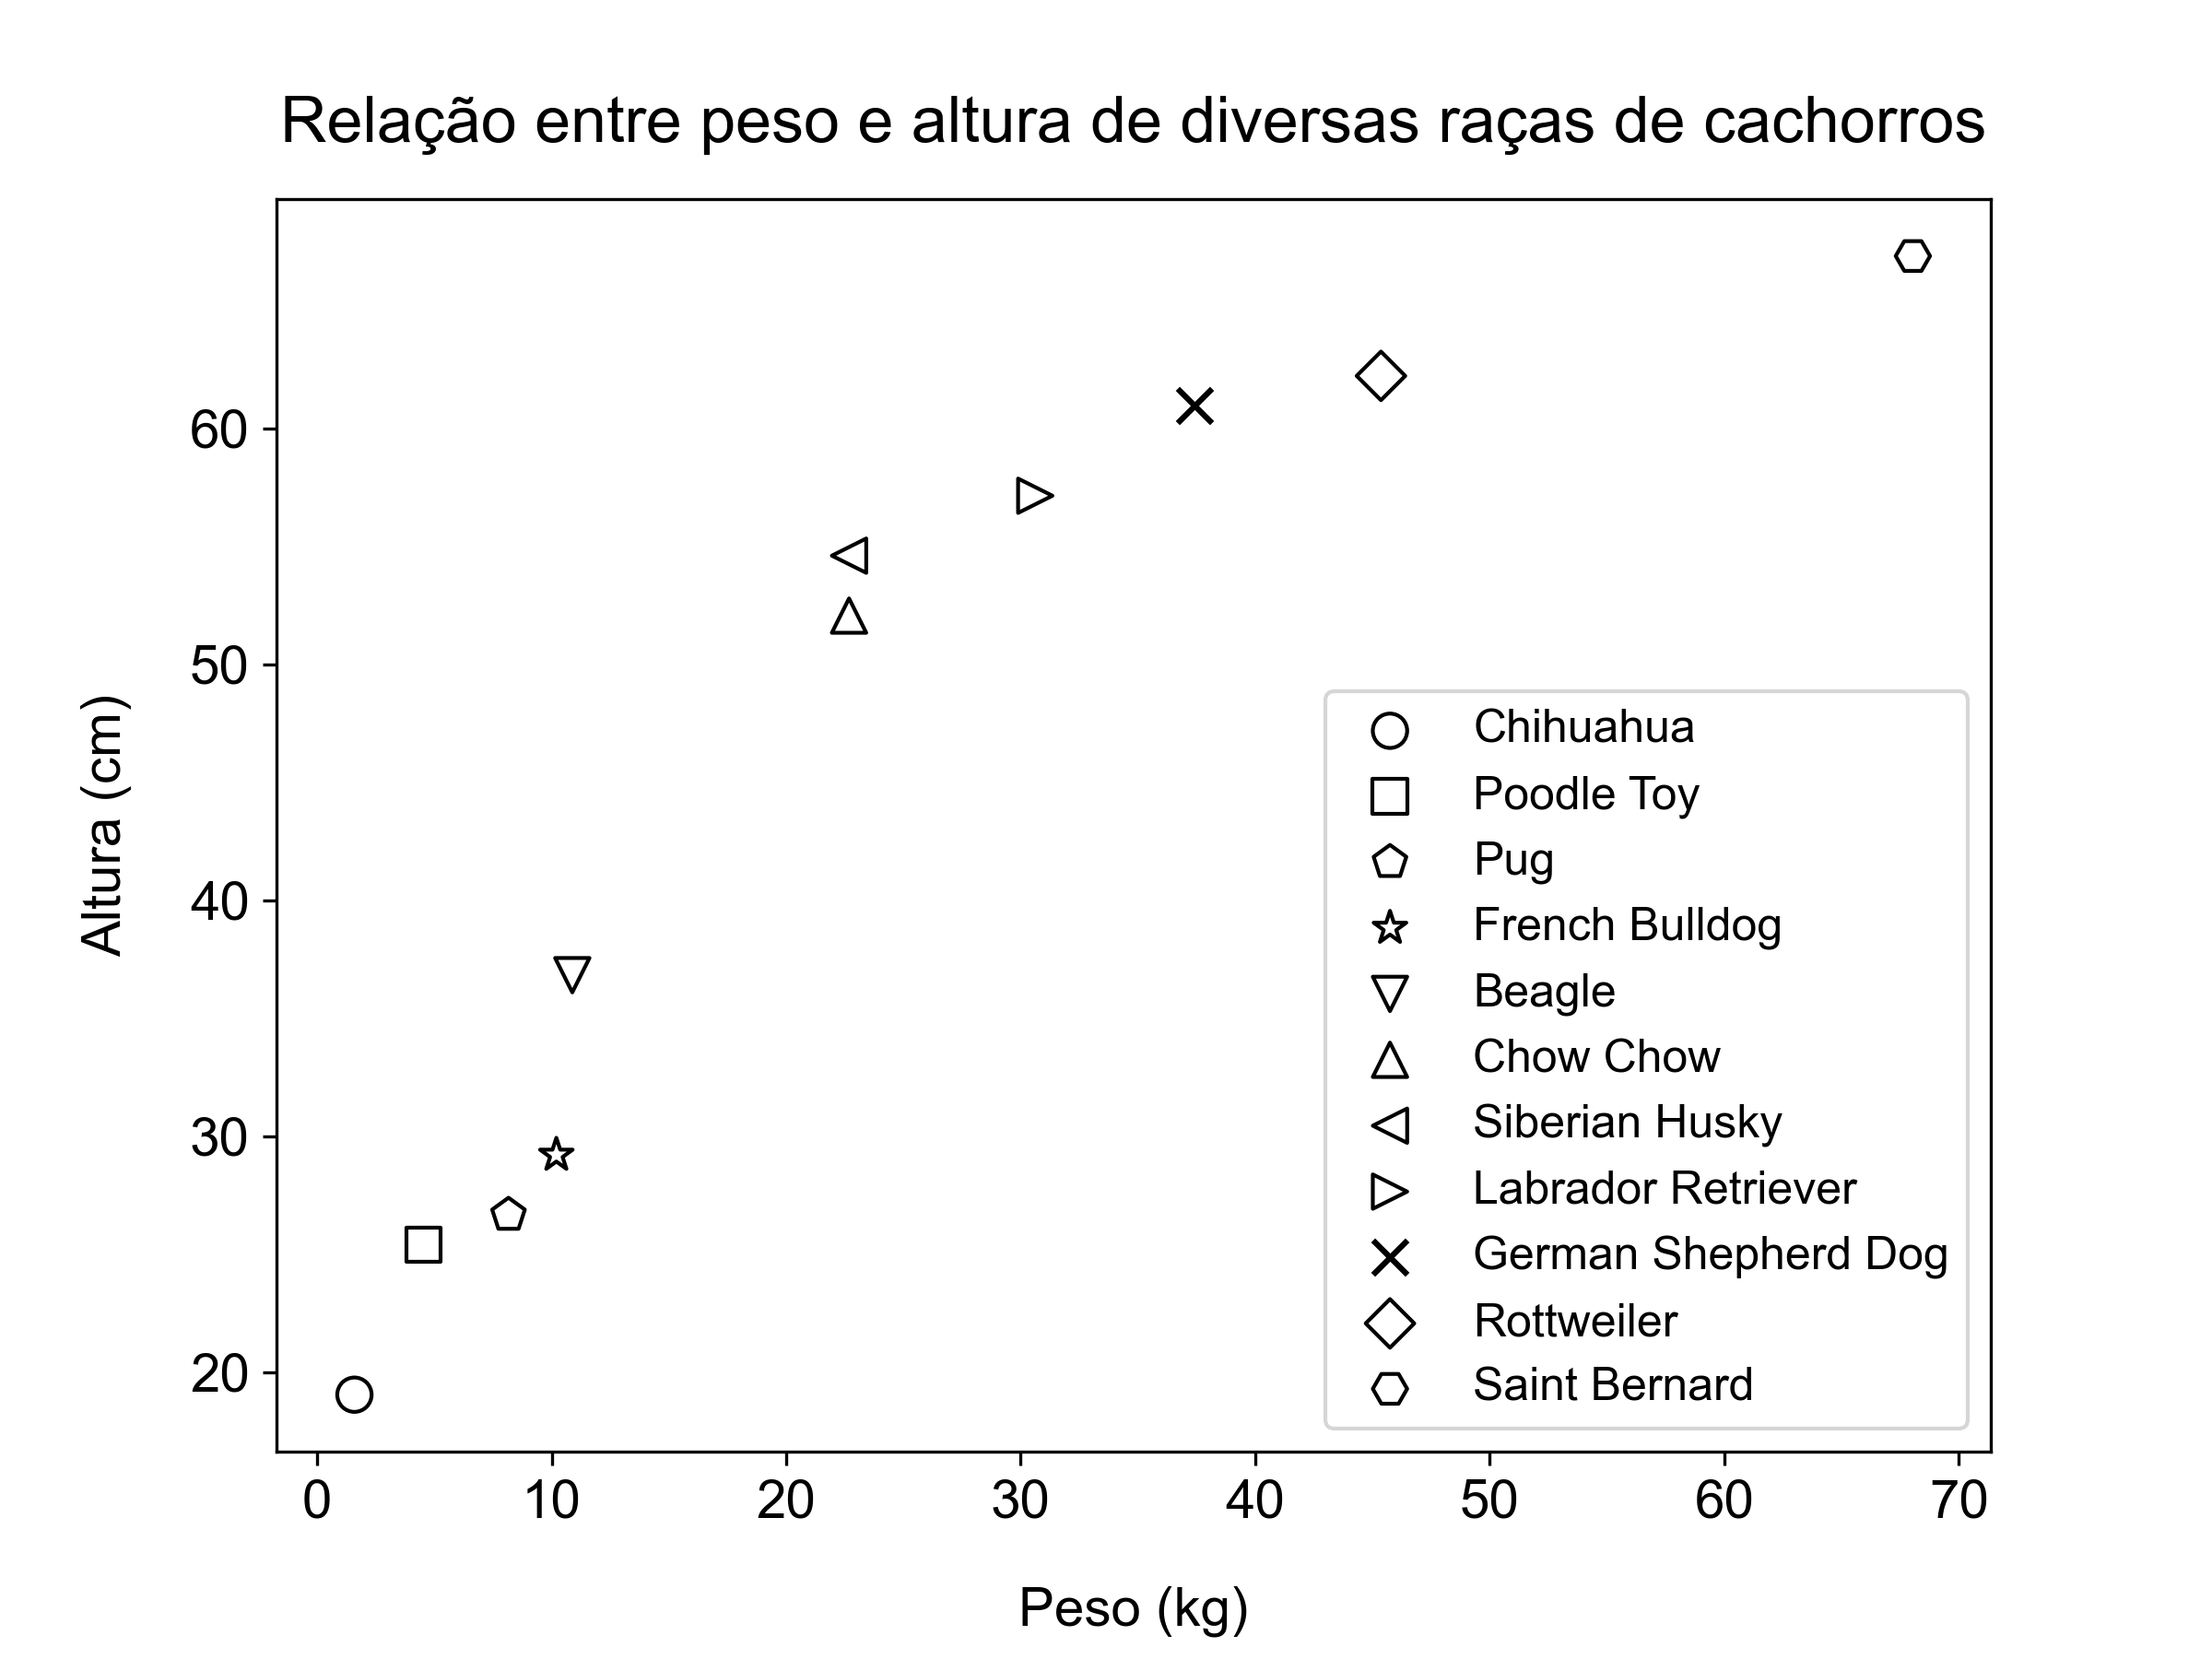 Relação entre peso e altura de diversas raças de cachorros
Altura (cm)
60
50
40
30
20
0 10 20 30 40 50 60 70
Peso (kg)
Chihuahua
Poodle Toy
Pug
French Bulldog
Beagle
Chow Chow
Siberian Husky
Labrador Retriever
German Shepherd Dog
Rottweiler
Saint Bernard